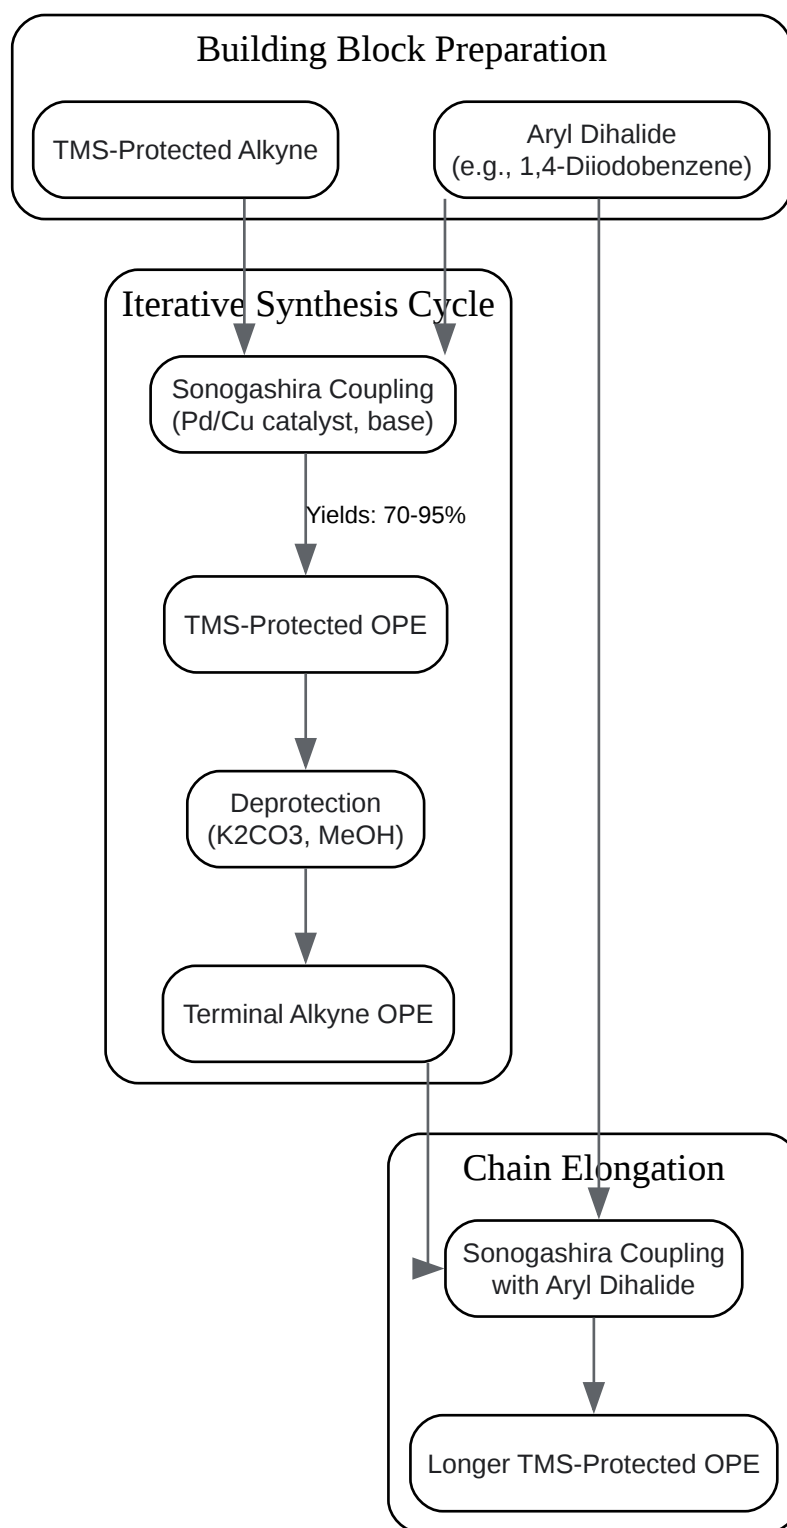 Building Block Preparation
TMS-Protected Alkyne
Aryl Dihalide
(e.g., 1,4-Diiodobenzene)
Iterative Synthesis Cycle
Sonogashira Coupling
(Pd/Cu catalyst, base)
Yields: 70-95%
TMS-Protected OPE
Deprotection
(K2CO3, MeOH)
Terminal Alkyne OPE
Chain Elongation
Sonogashira Coupling
with Aryl Dihalide
Longer TMS-Protected OPE